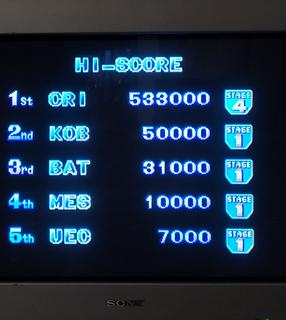 HI-SCORE
1st CRI 533000 STAGE 4
2nd KOB 50000 STAGE 1
3rd BAT 31000 STAGE 1
4th MES 10000 STAGE 1
5th UEC 7000 STAGE 1
SONY